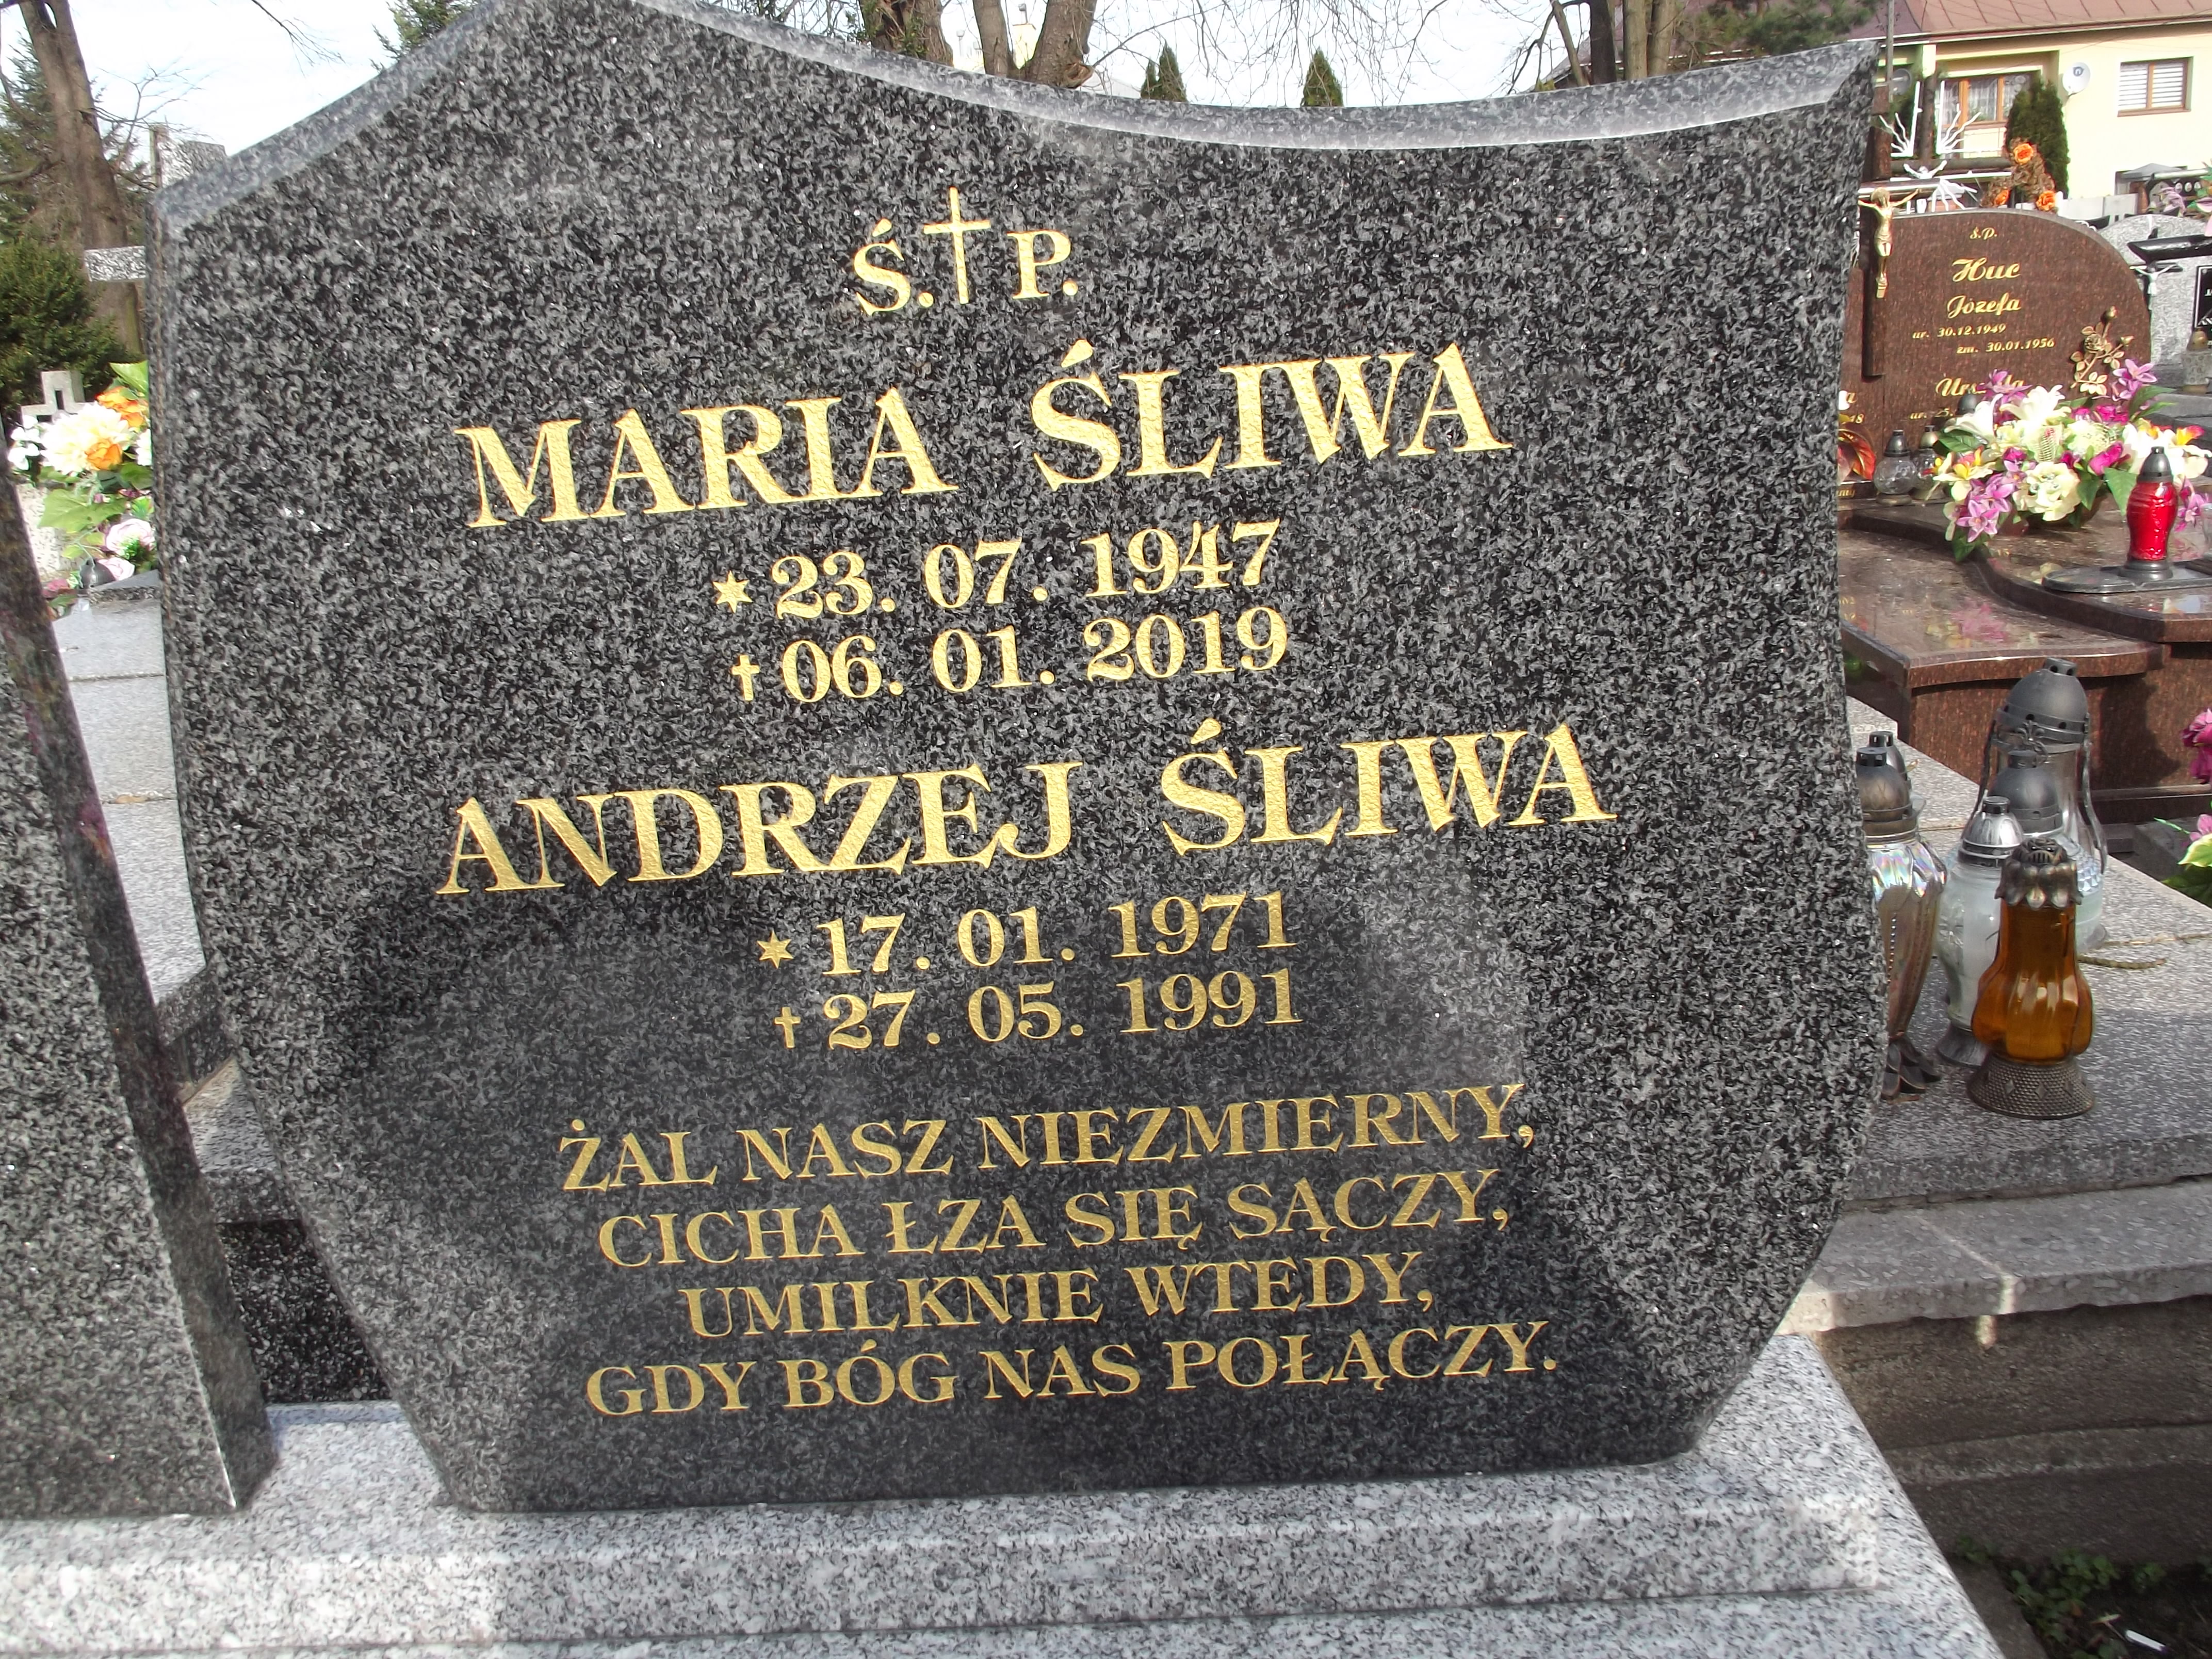 Ś. P.
MARIA ŚLIWA
* 23. 07. 1947
† 06. 01. 2019
ANDRZEJ ŚLIWA
* 17. 01. 1971
† 27. 05. 1991
ŻAL NASZ NIEZMIERNY,
CICHA ŁZA SIĘ SĄCZY,
UMILKNIE WTEDY,
GDY BÓG NAS POŁĄCZY.
Ś.P.
Huc
Józefa
ur. 30.12.1949
zm. 30.01.1956